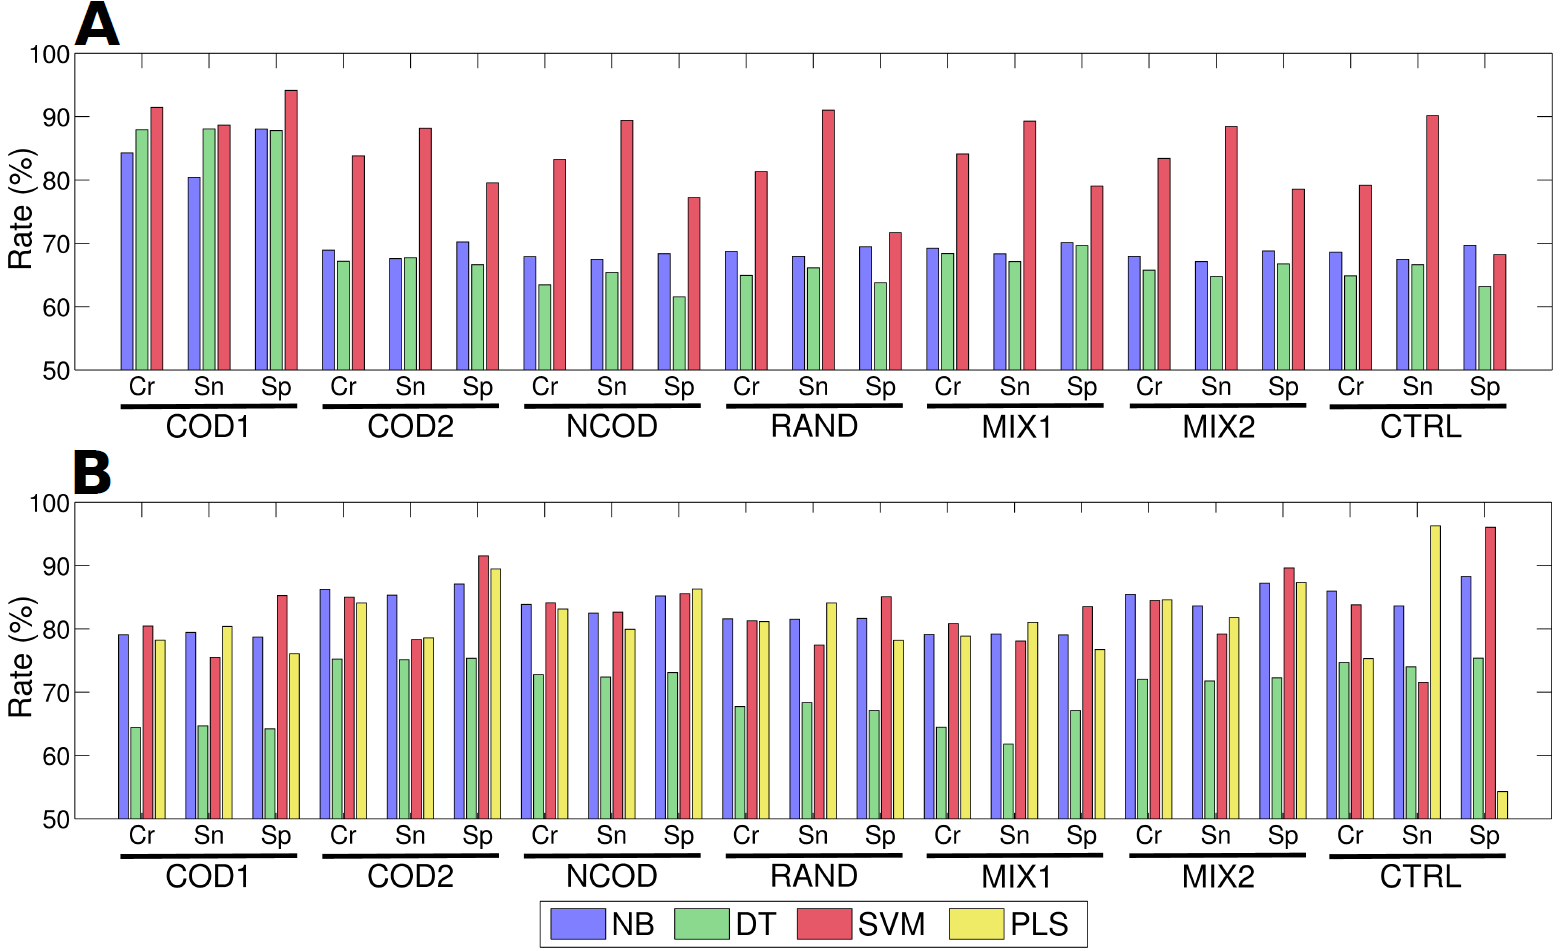 A
100
90
80
70
60
50
Rate (%)
Cr Sn Sp Cr Sn Sp Cr Sn Sp Cr Sn Sp Cr Sn Sp Cr Sn Sp Cr Sn Sp
COD1 COD2 NCOD RAND MIX1 MIX2 CTRL
B
100
90
80
70
60
50
Rate (%)
Cr Sn Sp Cr Sn Sp Cr Sn Sp Cr Sn Sp Cr Sn Sp Cr Sn Sp Cr Sn Sp
COD1 COD2 NCOD RAND MIX1 MIX2 CTRL
NB DT SVM PLS